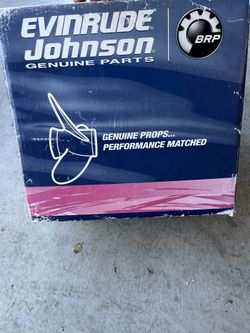 EVINRUDE
Johnson
GENUINE PARTS
BRP
GENUINE PROPS...
PERFORMANCE MATCHED